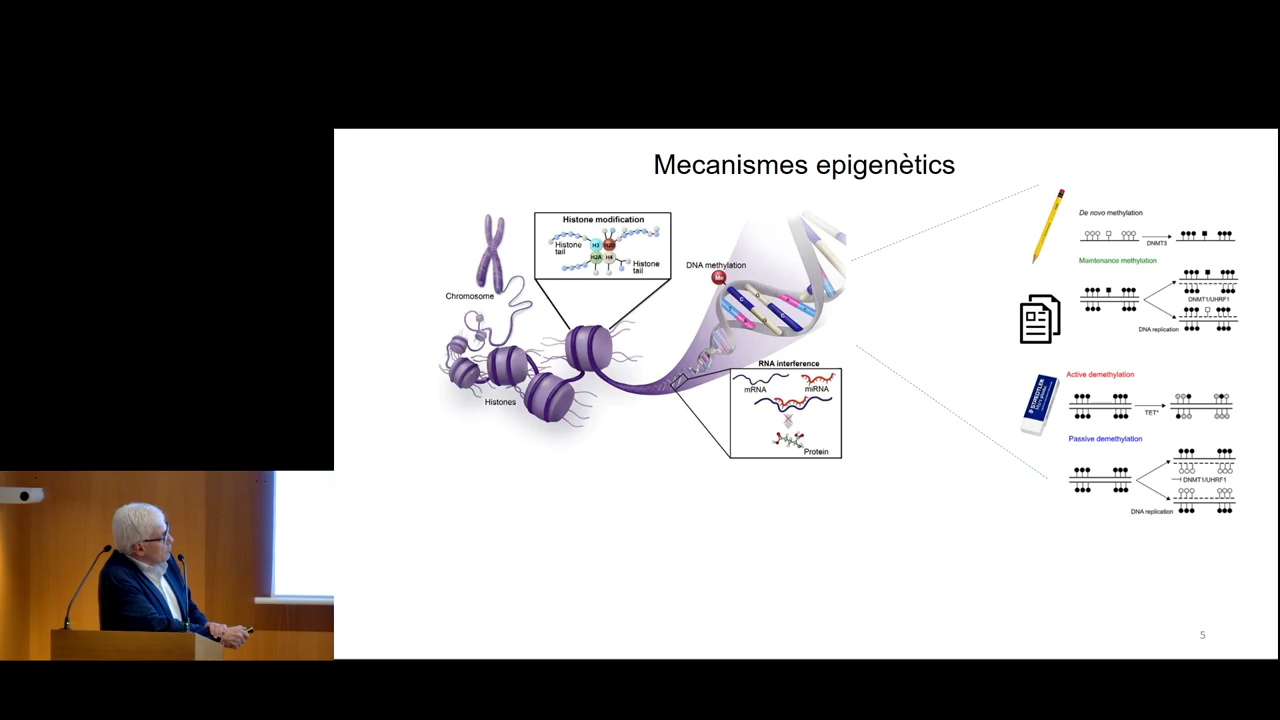 Mecanismes epigenètics
Histone modification
Histone
tail
H3
H2B
H2A
H4
Histone
tail
Chromosome
Histones
DNA methylation
Me
RNA interference
mRNA
miRNA
Protein
De novo methylation
DNMT3
Maintenance methylation
DNMT1/UHRF1
DNA replication
STAEDTLER
Active demethylation
TET*
Passive demethylation
DNMT1/UHRF1
DNA replication
5